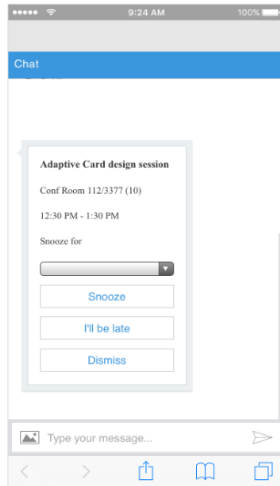 9:24 AM
100%
Chat
Adaptive Card design session
Conf Room 112/3377 (10)
12:30 PM - 1:30 PM
Snooze for
Snooze
I'll be late
Dismiss
Type your message...